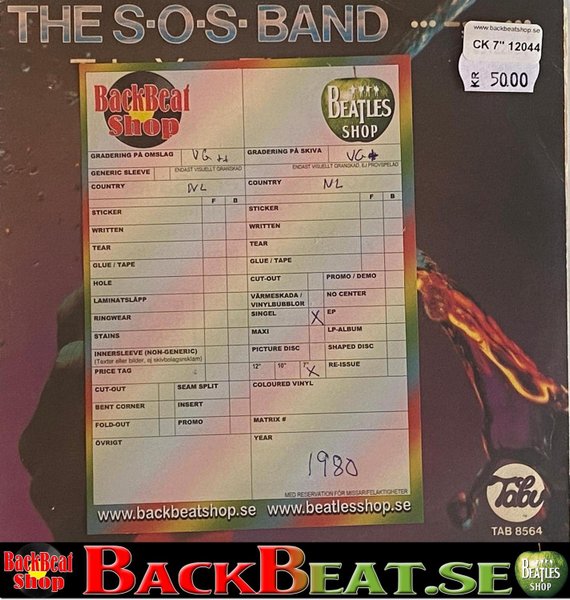 THE S·O·S· BAND ... ––– ...
www.backbeatshop.se
CK 7" 12044
KR 50.00
BackBeat Shop
BEATLES SHOP
GRADERING PÅ OMSLAG VG++
GRADERING PÅ SKIVA VG+
ENDAST VISUELLT GRANSKAD
ENDAST VISUELLT GRANSKAD, EJ PROVSPELAD
GENERIC SLEEVE
COUNTRY NL
COUNTRY NL
F B
F B
STICKER
STICKER
WRITTEN
WRITTEN
TEAR
TEAR
GLUE / TAPE
GLUE / TAPE
HOLE
CUT-OUT
PROMO / DEMO
LAMINATSLÄPP
VÄRMESKADA / VINYLBUBBLOR
NO CENTER
RINGWEAR
SINGEL X
EP
STAINS
MAXI
LP-ALBUM
INNERSLEEVE (NON-GENERIC)
(Texter eller bilder, ej skivbolagsreklam)
PICTURE DISC
SHAPED DISC
PRICE TAG
12" 10" 7" X
RE-ISSUE
CUT-OUT
SEAM SPLIT
COLOURED VINYL
BENT CORNER
INSERT
FOLD-OUT
PROMO
MATRIX #
ÖVRIGT
YEAR
1980
MED RESERVATION FÖR MISSAR/FELAKTIGHETER
www.backbeatshop.se www.beatlesshop.se
Tabu
TAB 8564
BackBeat Shop
BACKBEAT.SE
BEATLES SHOP